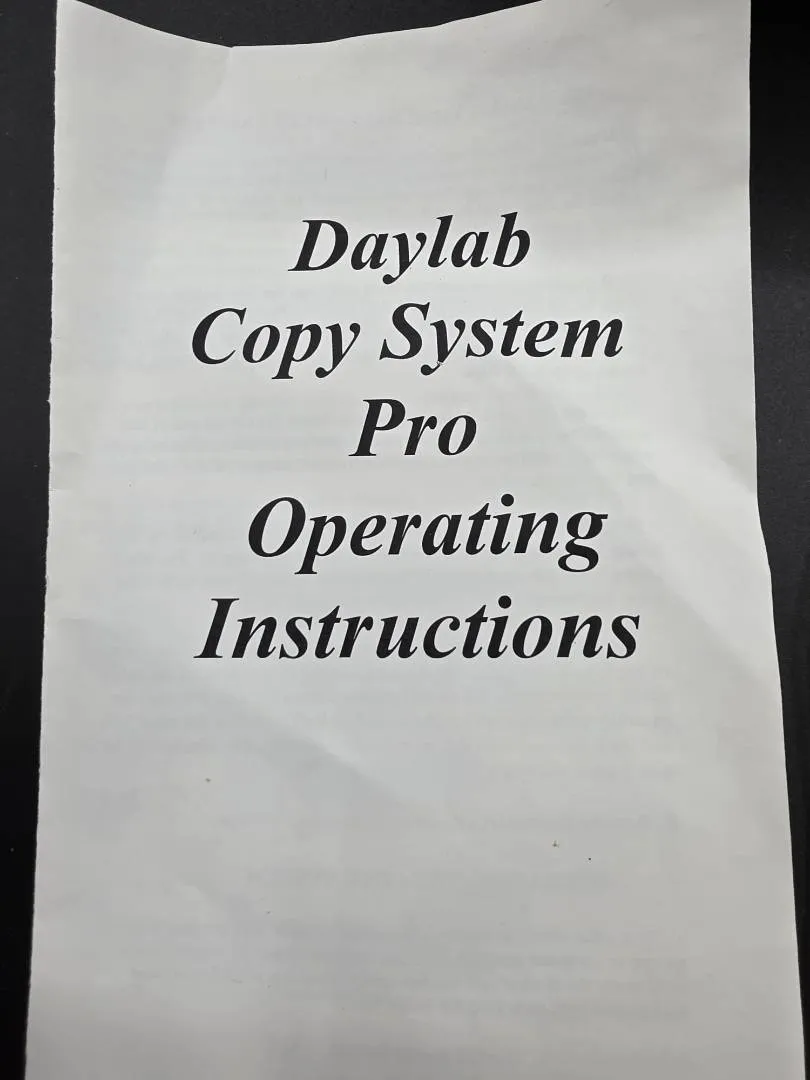 Daylab
Copy System
Pro
Operating
Instructions